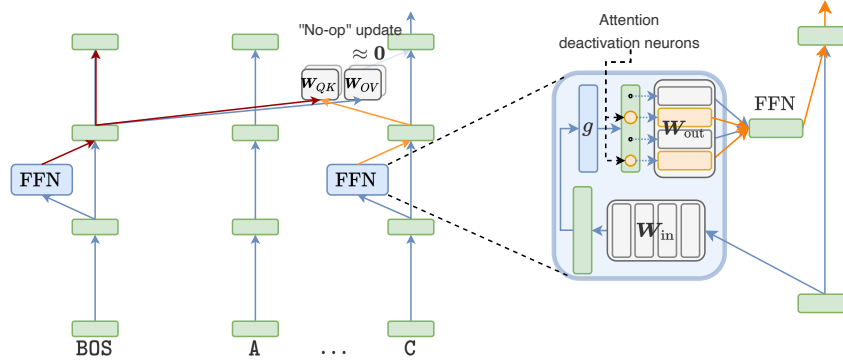 "No-op" update
≈ 0
W_QK
W_OV
Attention
deactivation neurons
g
W_out
FFN
FFN
FFN
W_in
BOS
A
...
C